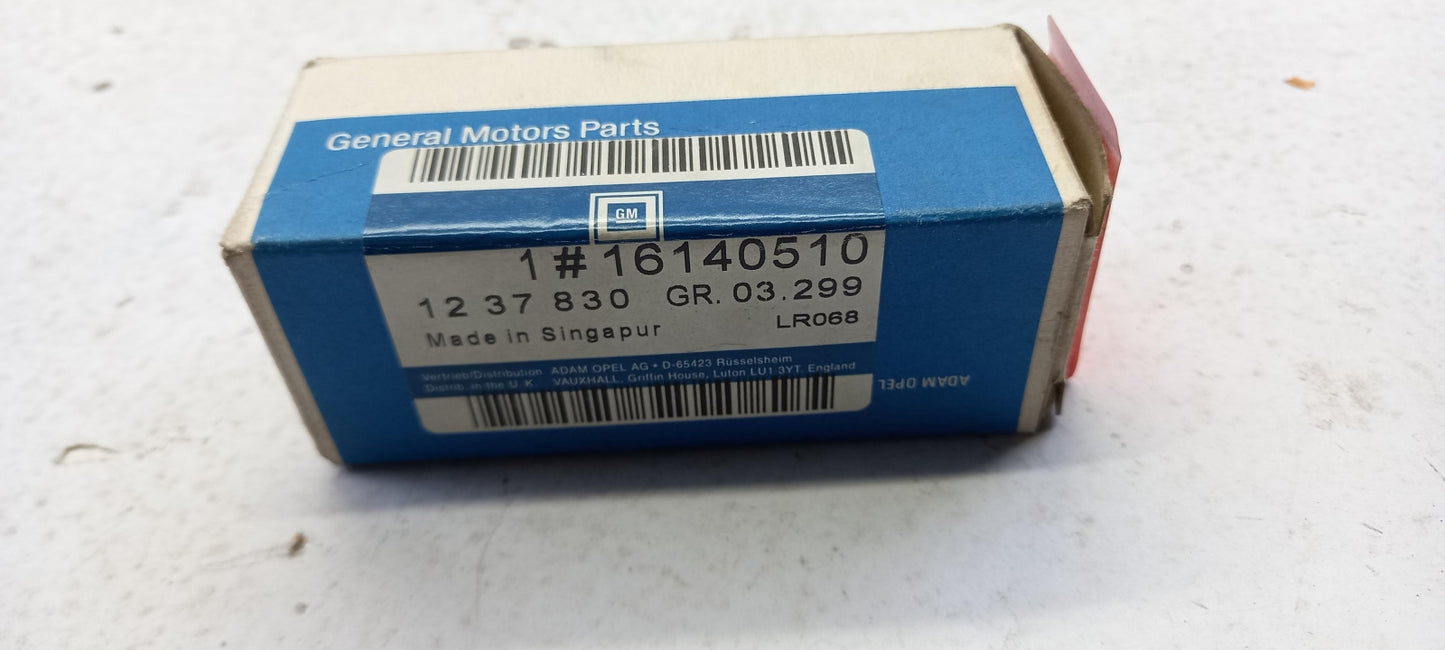 General Motors Parts
GM
1 # 16140510
12 37 830 GR. 03.299
Made in Singapur LR068
Vertrieb/Distribution ADAM OPEL AG • D-65423 Rüsselsheim
Distrib. in the U.K. VAUXHALL, Griffin House, Luton LU1 3YT, England
ADAM OPEL